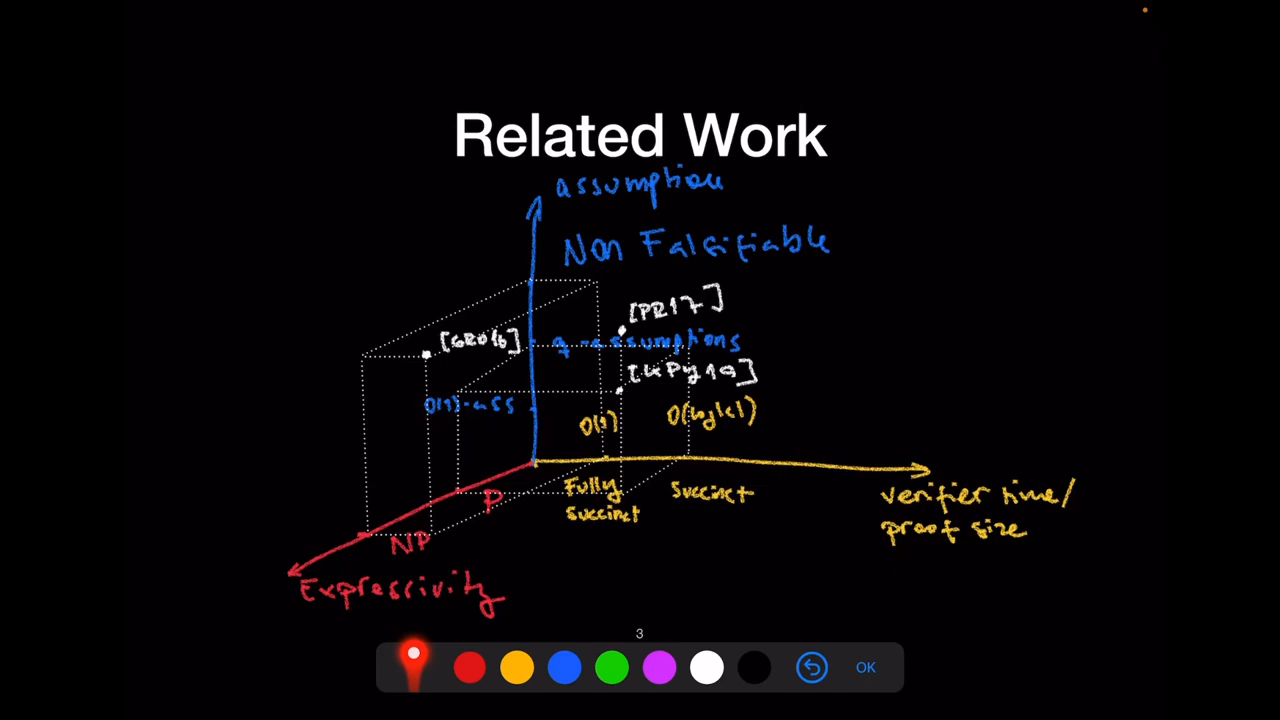 Related Work
assumption
Non Falsifiable
[PR17]
[GRO16]
q-assumptions
[KPY19]
O(1)-ass
O(1)
O(log|C|)
Fully
succinct
Succinct
verifier time/
proof size
P
NP
Expressivity
3
OK